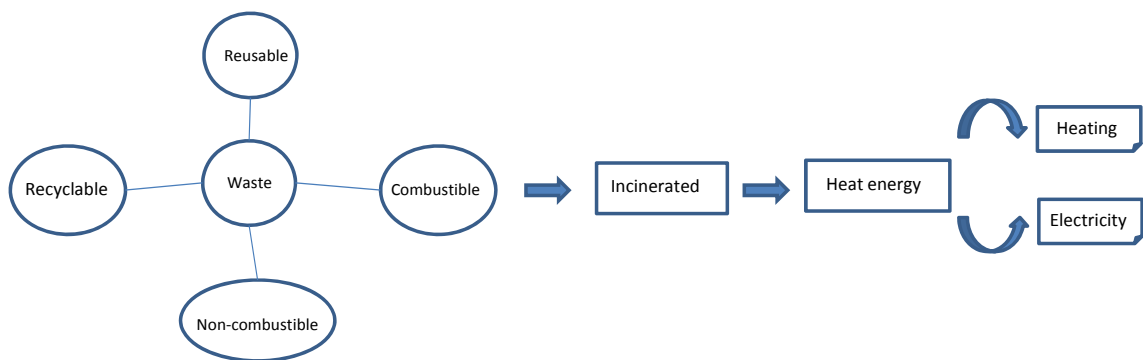 Reusable
Recyclable
Waste
Combustible
Non-combustible
Incinerated
Heat energy
Heating
Electricity